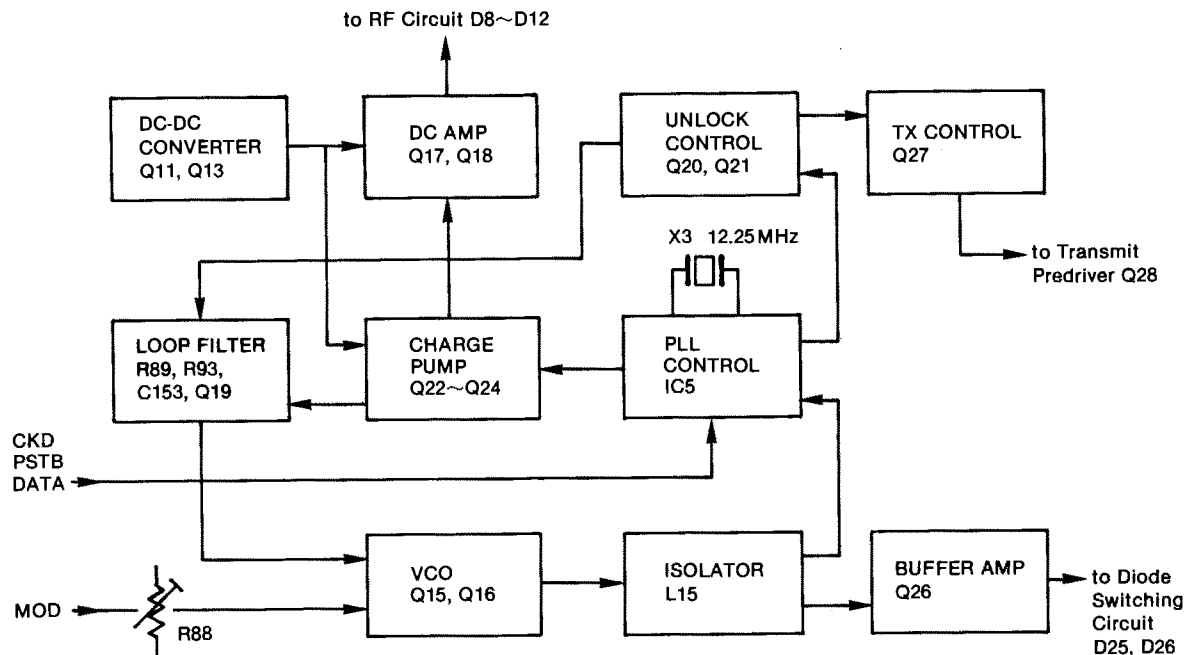 to RF Circuit D8~D12
DC-DC
CONVERTER
Q11, Q13
DC AMP
Q17, Q18
UNLOCK
CONTROL
Q20, Q21
TX CONTROL
Q27
X3 12.25MHz
to Transmit
Predriver Q28
LOOP FILTER
R89, R93,
C153, Q19
CHARGE
PUMP
Q22~Q24
PLL
CONTROL
IC5
CKD
PSTB
DATA
VCO
Q15, Q16
ISOLATOR
L15
BUFFER AMP
Q26
to Diode
Switching
Circuit
D25, D26
MOD
R88